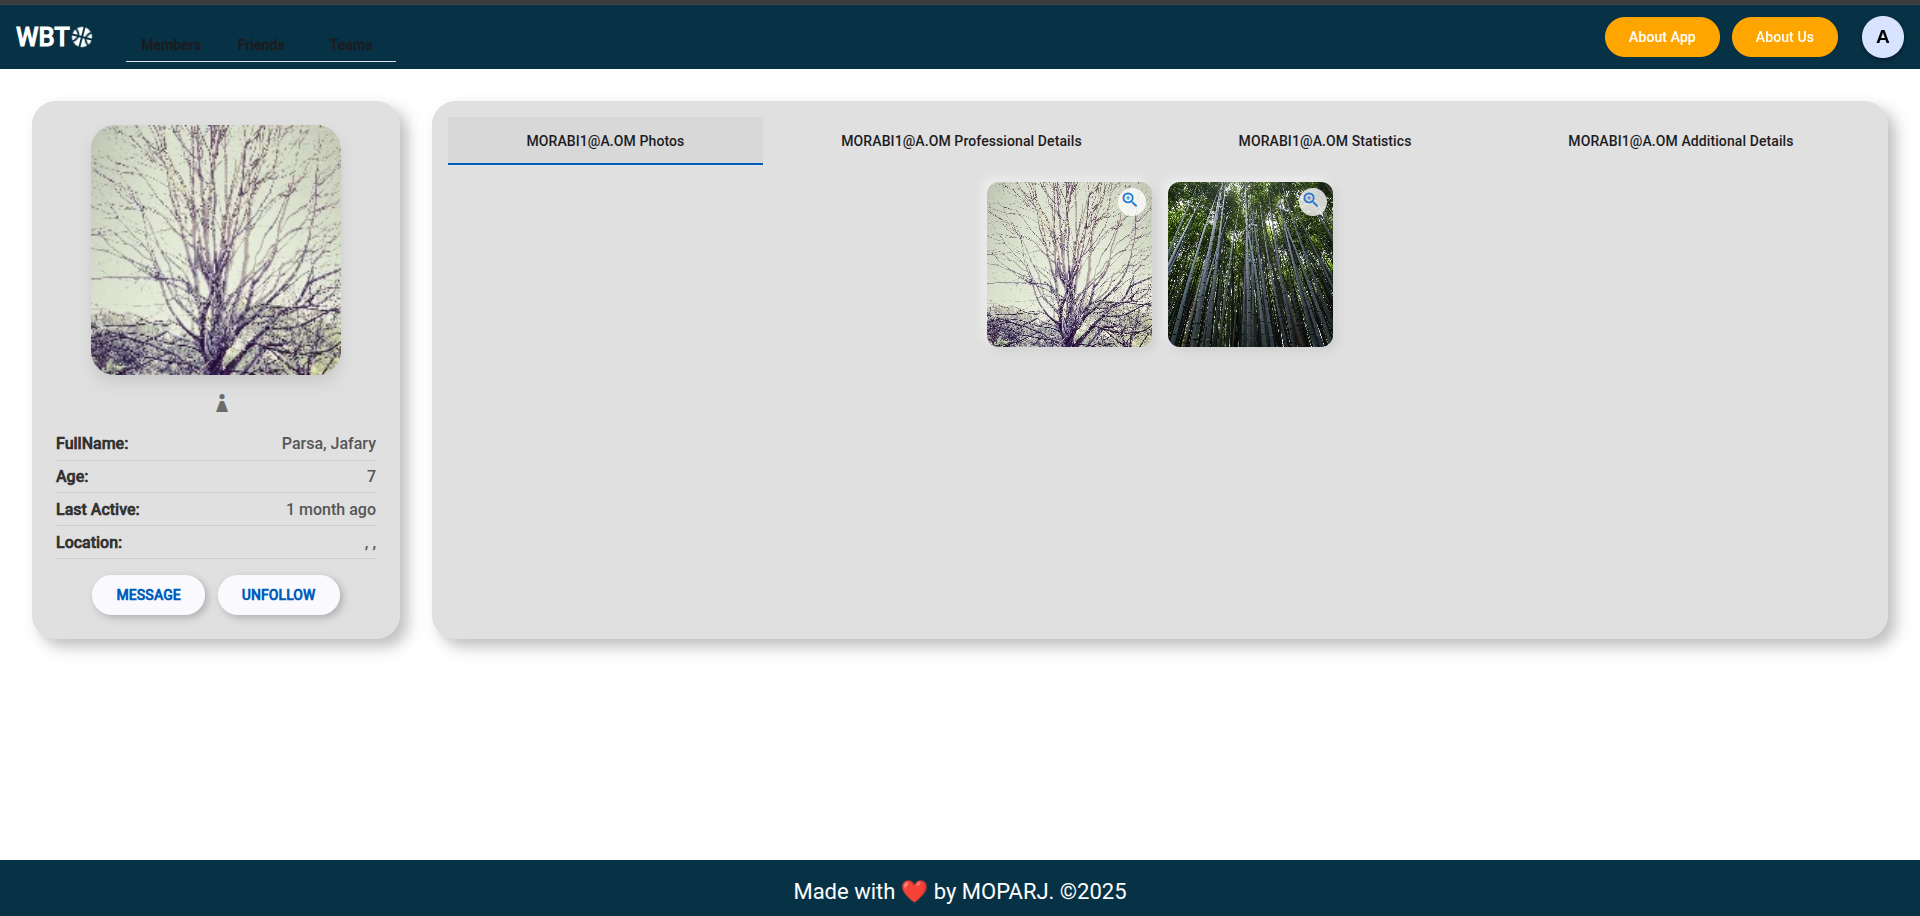 WBT
Members Friends Teams
About App About Us A
MORABI1@A.OM Photos MORABI1@A.OM Professional Details MORABI1@A.OM Statistics MORABI1@A.OM Additional Details
FullName: Parsa, Jafary
Age: 7
Last Active: 1 month ago
Location: , ,
MESSAGE UNFOLLOW
Made with ❤️ by MOPARJ. ©2025